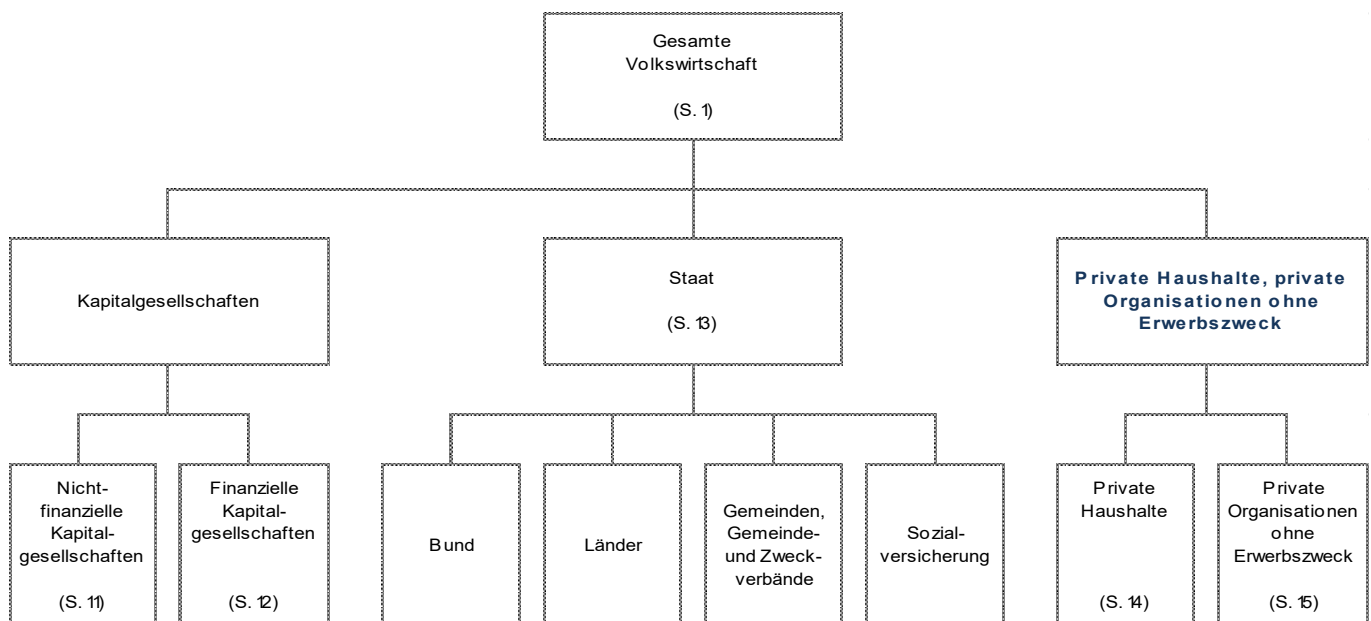 Gesamte
Volkswirtschaft
(S. 1)
Kapitalgesellschaften
Staat
(S. 13)
Private Haushalte, private
Organisationen ohne
Erwerbszweck
Nicht-
finanzielle
Kapital-
gesellschaften
(S. 11)
Finanzielle
Kapital-
gesellschaften
(S. 12)
Bund
Länder
Gemeinden,
Gemeinde-
und Zweck-
verbände
Sozial-
versicherung
Private
Haushalte
(S. 14)
Private
Organisationen
ohne
Erwerbszweck
(S. 15)